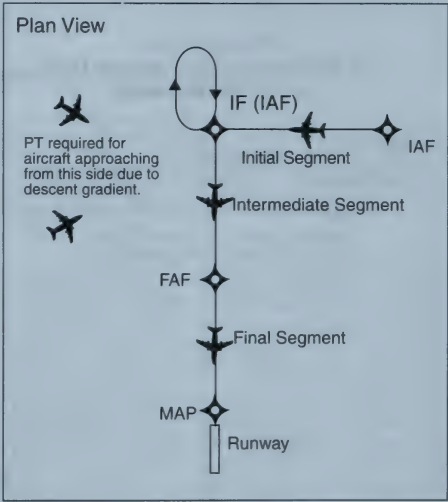 Plan View
IF (IAF)
IAF
Initial Segment
PT required for
aircraft approaching
from this side due to
descent gradient.
Intermediate Segment
FAF
Final Segment
MAP
Runway